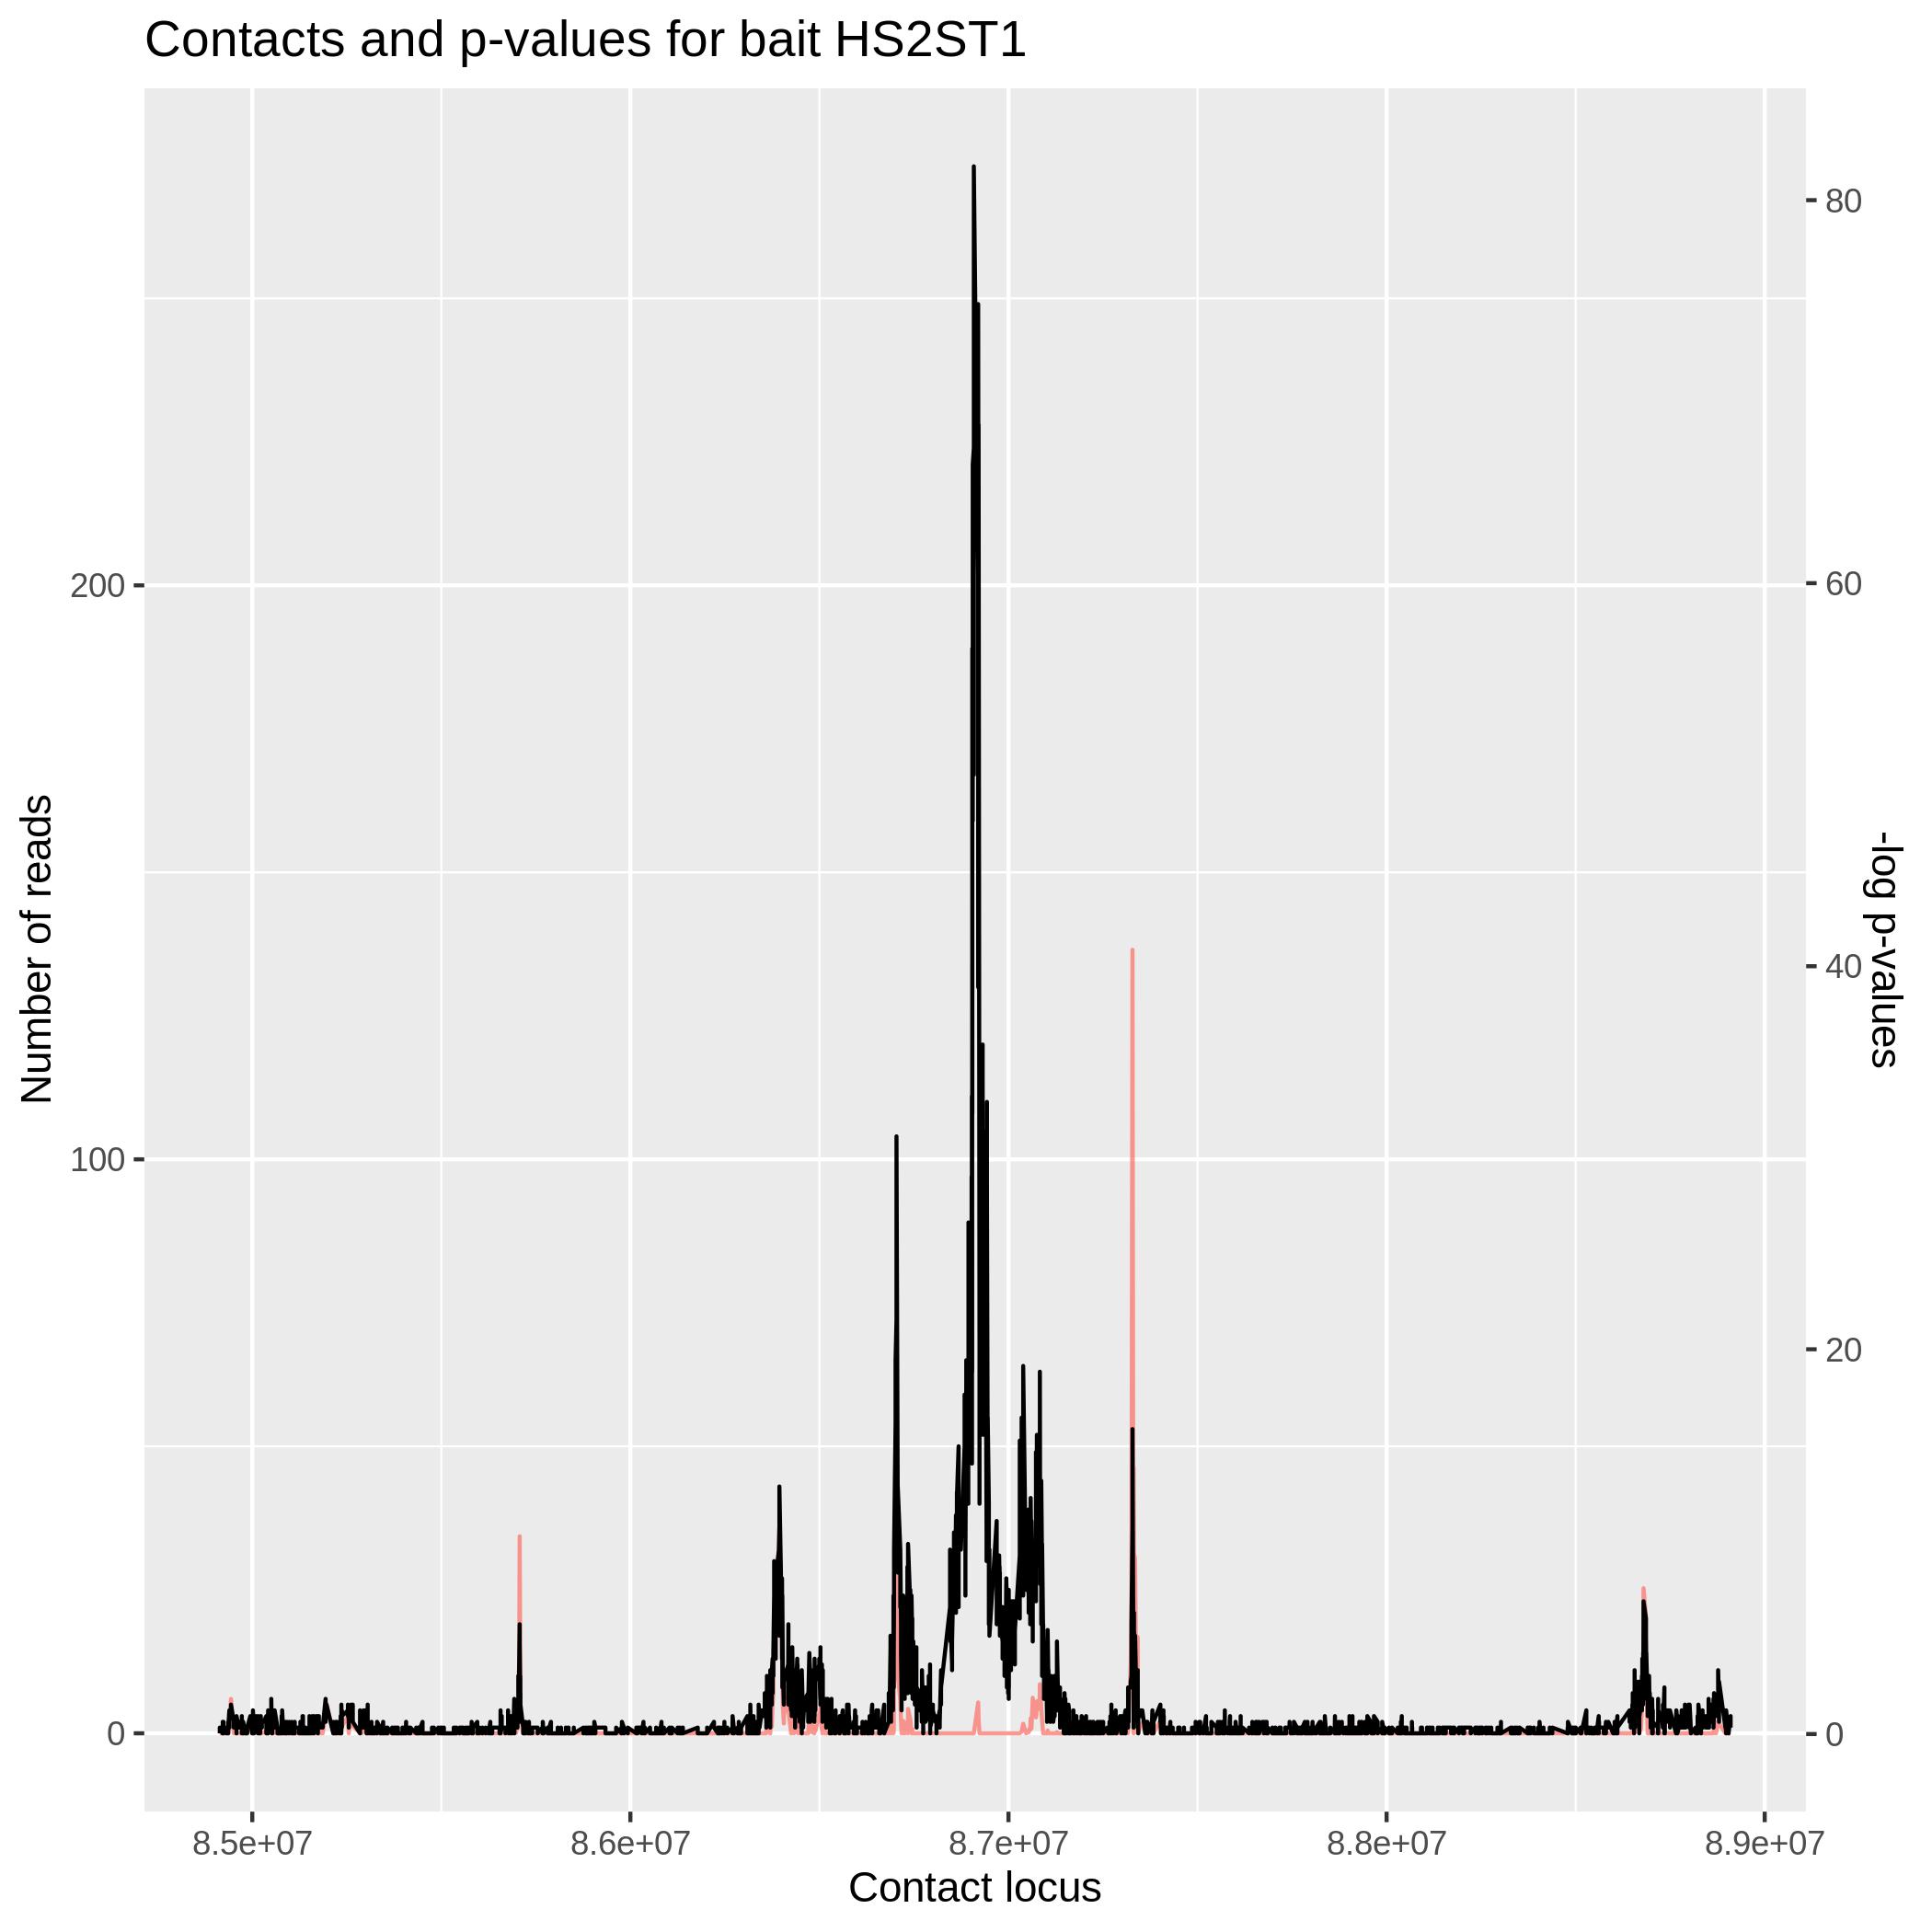 Contacts and p-values for bait HS2ST1
Number of reads
200
100
0
80
60
40
20
0
-log p-values
8.5e+07
8.6e+07
8.7e+07
8.8e+07
8.9e+07
Contact locus